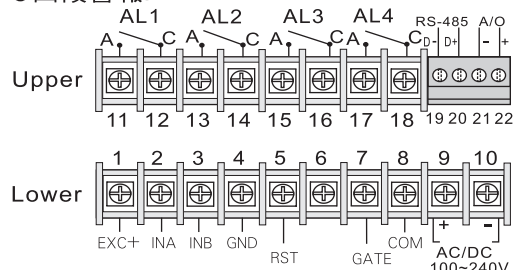 AL1 AL2 AL3 AL4 RS-485 A/O
A C A C A C A C D- D+ - +
Upper
11 12 13 14 15 16 17 18 19 20 21 22
1 2 3 4 5 6 7 8 9 10
Lower
EXC+ INA INB GND RST GATE COM + -
AC/DC
100~240V